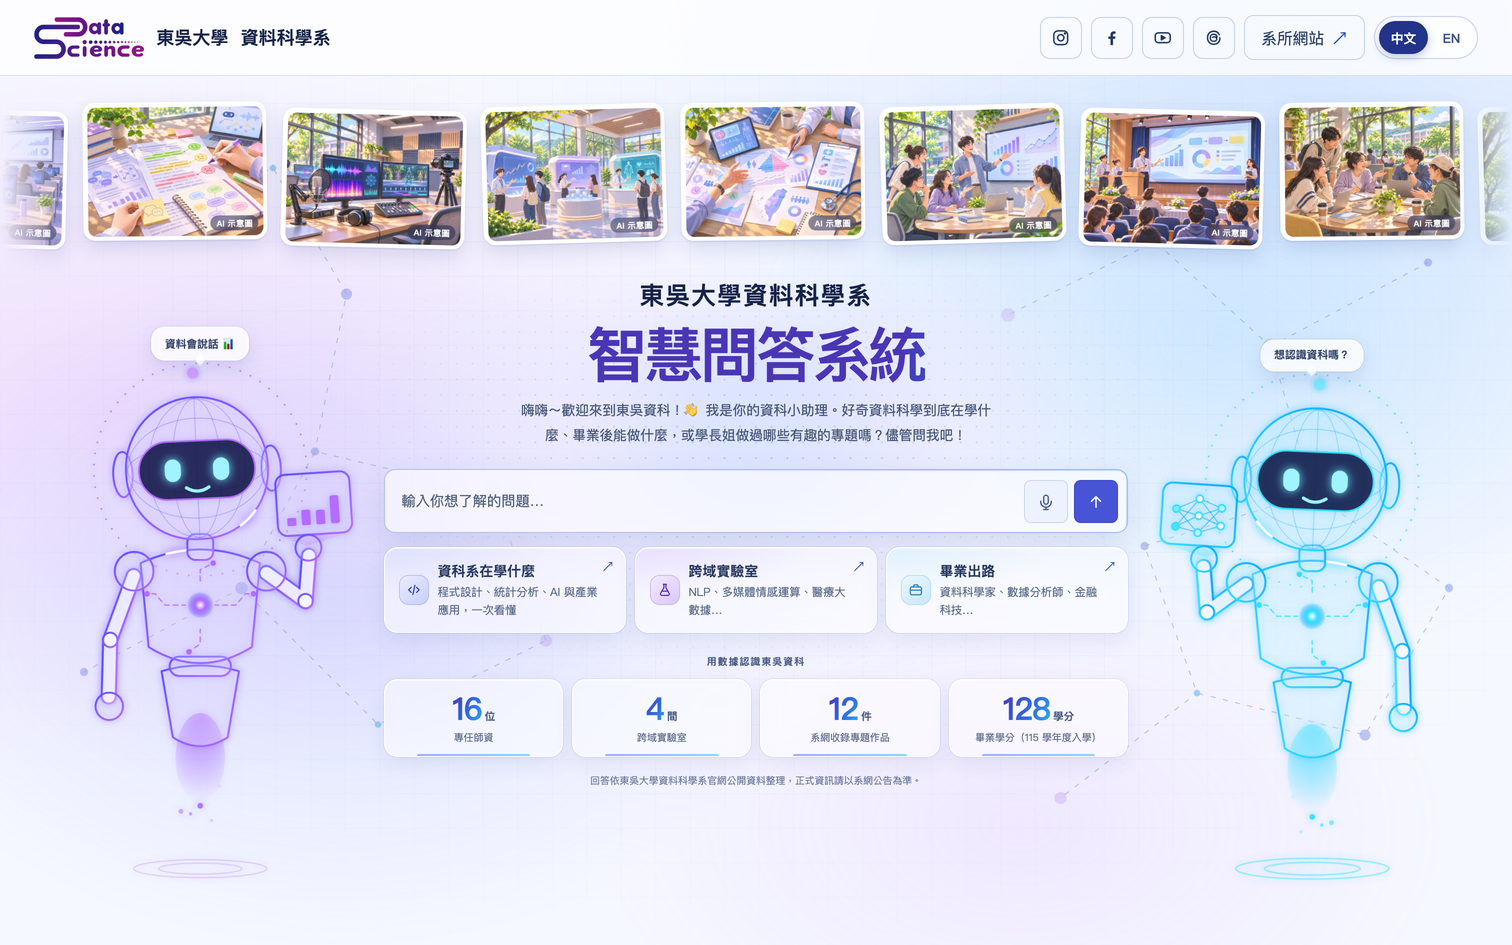 Data Science 東吳大學 資料科學系
系所網站 ↗ 中文 EN
AI 示意圖 AI 示意圖 AI 示意圖 AI 示意圖 AI 示意圖 AI 示意圖 AI 示意圖 AI 示意圖
東吳大學資料科學系
智慧問答系統
資料會說話 📊
想認識資料嗎？
嗨嗨～歡迎來到東吳資料！👋 我是你的資料小助理。好奇資料科學到底在學什
麼、畢業後能做什麼，或學長姐做過哪些有趣的專題嗎？儘管問我吧！
輸入你想了解的問題…
資料科系在學什麼 ↗
程式設計、統計分析、AI 與產業
應用，一次看懂
跨域實驗室 ↗
NLP、多媒體情感運算、醫療大
數據…
畢業出路 ↗
資料科學家、數據分析師、金融
科技…
用數據認識東吳資料
16 位
專任師資
4 間
跨域實驗室
12 件
系網收錄專題作品
128 學分
畢業學分（115 學年度入學）
回答依東吳大學資料科學系官網公開資料整理，正式資訊請以系網公告為準。